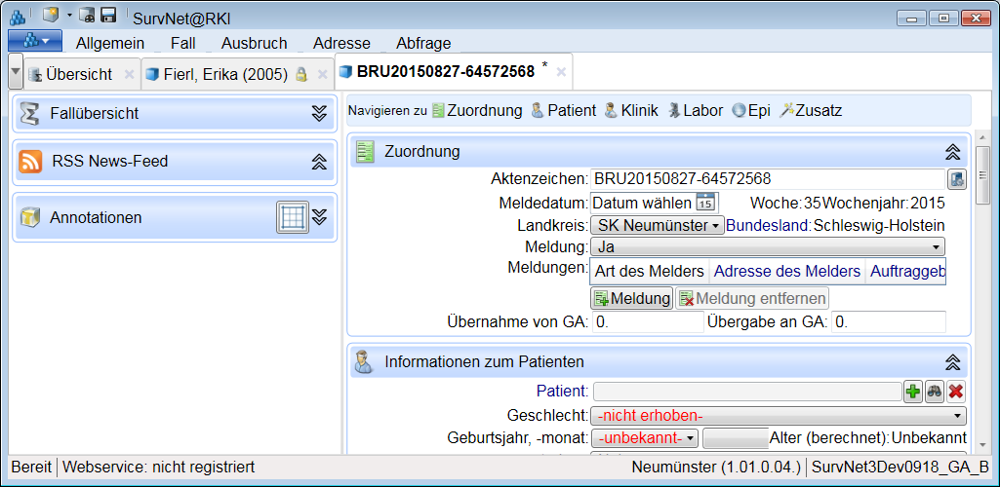 SurvNet@RKI
Allgemein Fall Ausbruch Adresse Abfrage
Übersicht Fierl, Erika (2005) BRU20150827-64572568 *
Fallübersicht
RSS News-Feed
Annotationen
Navigieren zu Zuordnung Patient Klinik Labor Epi Zusatz
Zuordnung
Aktenzeichen: BRU20150827-64572568
Meldedatum: Datum wählen 15 Woche: 35 Wochenjahr: 2015
Landkreis: SK Neumünster Bundesland: Schleswig-Holstein
Meldung: Ja
Meldungen: Art des Melders Adresse des Melders Auftraggeb
Meldung Meldung entfernen
Übernahme von GA: 0. Übergabe an GA: 0.
Informationen zum Patienten
Patient:
Geschlecht: -nicht erhoben-
Geburtsjahr, -monat: -unbekannt- Alter (berechnet): Unbekannt
Bereit Webservice: nicht registriert Neumünster (1.01.0.04.) SurvNet3Dev0918_GA_B